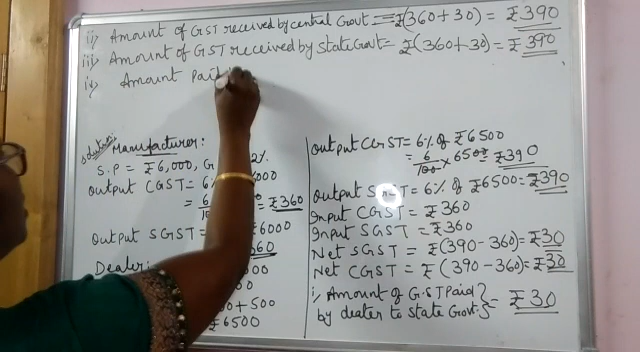 ii) Amount of GST received by central Govt = ₹(360+30) = ₹390
iii) Amount of GST received by state Govt = ₹(360+30) = ₹390
iv) Amount Paid
Solution:
Manufacturer:
S.P = ₹6,000, G 2%
Output CGST = 6% 6000
= 6/10 = ₹360
Output SGST = ₹6000
60
Dealer:
000
00+500
₹6500
Output CGST = 6% of ₹6500
= 6/100 × 6500 = ₹390
Output SGST = 6% of ₹6500 = ₹390
Input CGST = ₹360
Input SGST = ₹360
Net SGST = ₹(390-360) = ₹30
Net CGST = ₹(390-360) = ₹30
i, Amount of G.S.T Paid } = ₹30
by dealer to State Govt.